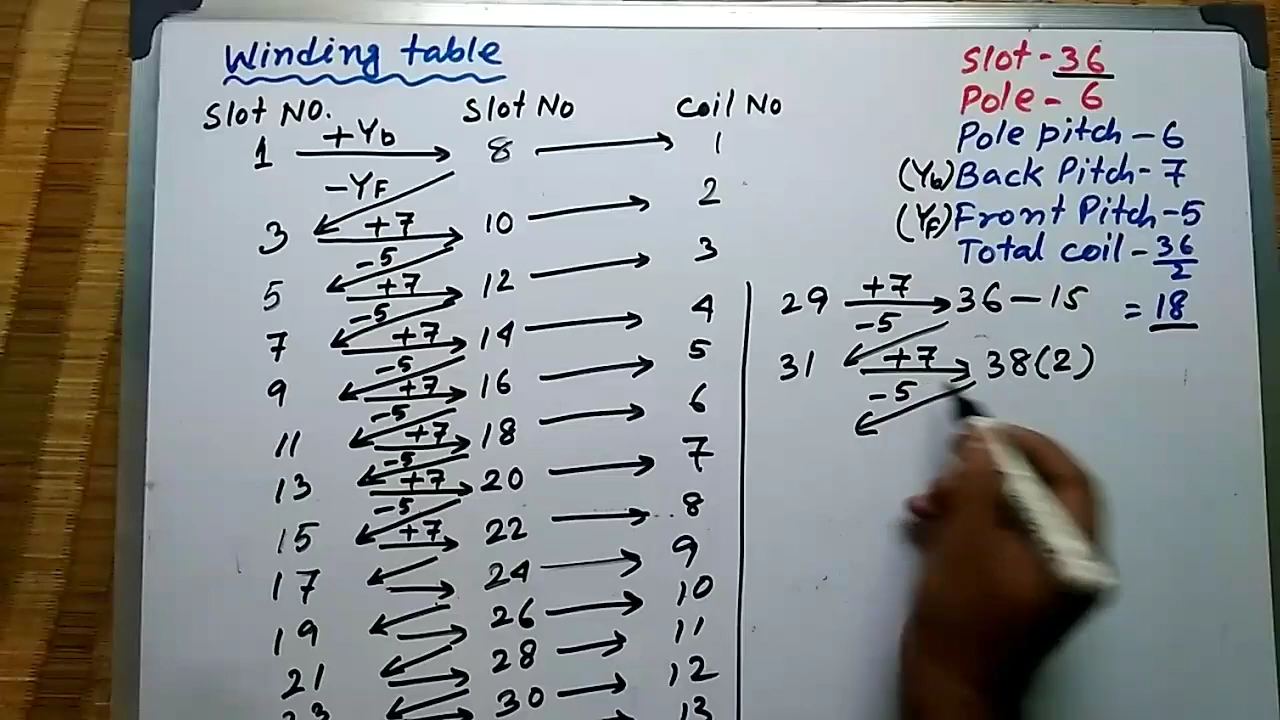 Winding table
Slot NO. Slot No Coil No
1 +Yb 8 1
-YF
3 +7 10 2
-5
5 +7 12 3
-5
7 +7 14 4
-5
9 +7 16 5
-5
11 +7 18 6
-5
13 +7 20 7
-5
15 +7 22 8
17 24 9
19 26 10
21 28 11
23 30 12
13
Slot - 36
Pole - 6
Pole pitch - 6
(Yb) Back Pitch - 7
(YF) Front Pitch - 5
Total coil - 36/2
= 18
29 +7 36 - 15
-5
31 +7 38(2)
-5